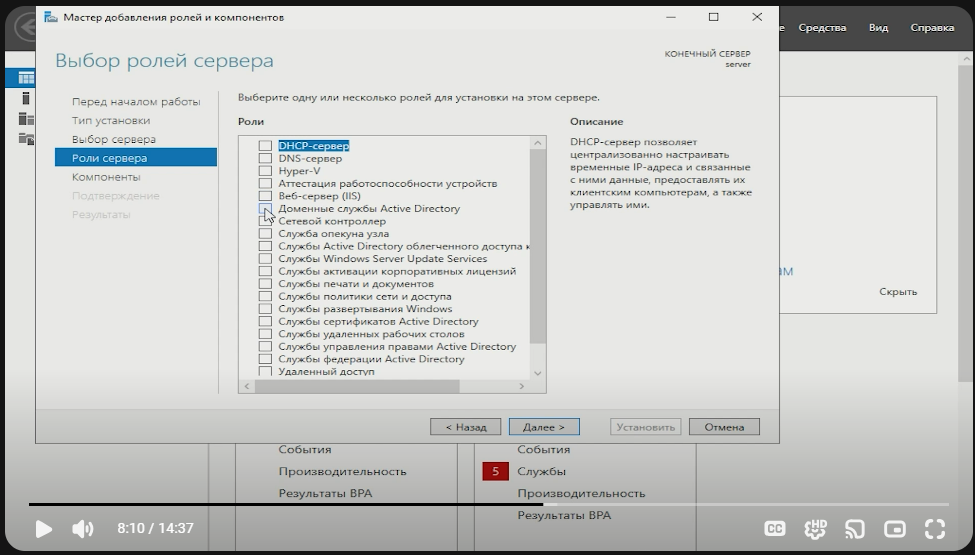 Мастер добавления ролей и компонентов
Средства
Вид
Справка
Выбор ролей сервера
КОНЕЧНЫЙ СЕРВЕР
server
Перед началом работы
Тип установки
Выбор сервера
Роли сервера
Компоненты
Подтверждение
Результаты
Выберите одну или несколько ролей для установки на этом сервере.
Роли
DHCP-сервер
DNS-сервер
Hyper-V
Аттестация работоспособности устройств
Веб-сервер (IIS)
Доменные службы Active Directory
Сетевой контроллер
Служба опекуна узла
Службы Active Directory облегченного доступа к
Службы Windows Server Update Services
Службы активации корпоративных лицензий
Службы печати и документов
Службы политики сети и доступа
Службы развертывания Windows
Службы сертификатов Active Directory
Службы удаленных рабочих столов
Службы управления правами Active Directory
Службы федерации Active Directory
Удаленный доступ
Описание
DHCP-сервер позволяет
централизованно настраивать
временные IP-адреса и связанные
с ними данные, предоставлять их
клиентским компьютерам, а также
управлять ими.
Скрыть
< Назад
Далее >
Установить
Отмена
События
Производительность
Результаты BPA
События
5 Службы
Производительность
Результаты BPA
8:10 / 14:37
CC
HD